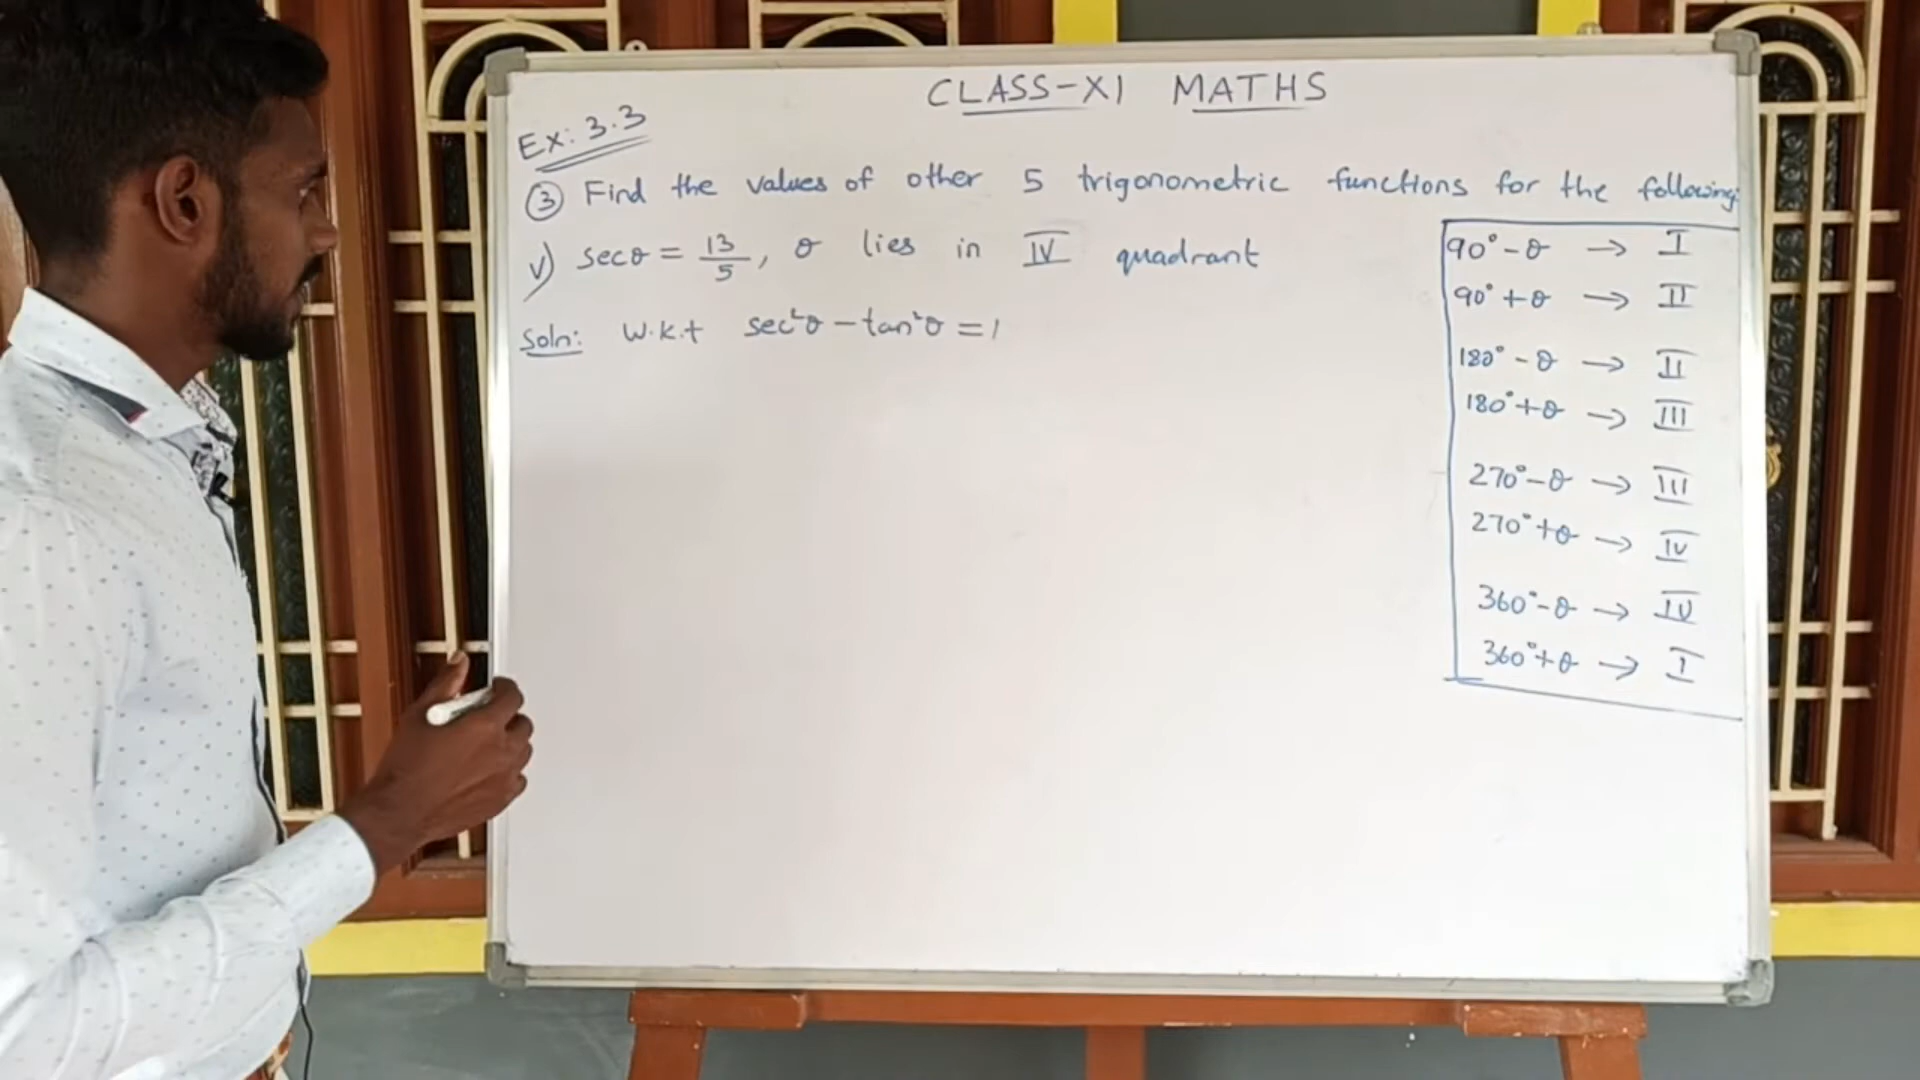 CLASS-XI MATHS
Ex: 3.3
③ Find the values of other 5 trigonometric functions for the following:
v) secθ = 13/5, θ lies in IV quadrant
Soln: W.K.t sec²θ - tan²θ = 1
90° - θ → I
90° + θ → II
180° - θ → II
180° + θ → III
270° - θ → III
270° + θ → IV
360° - θ → IV
360° + θ → I